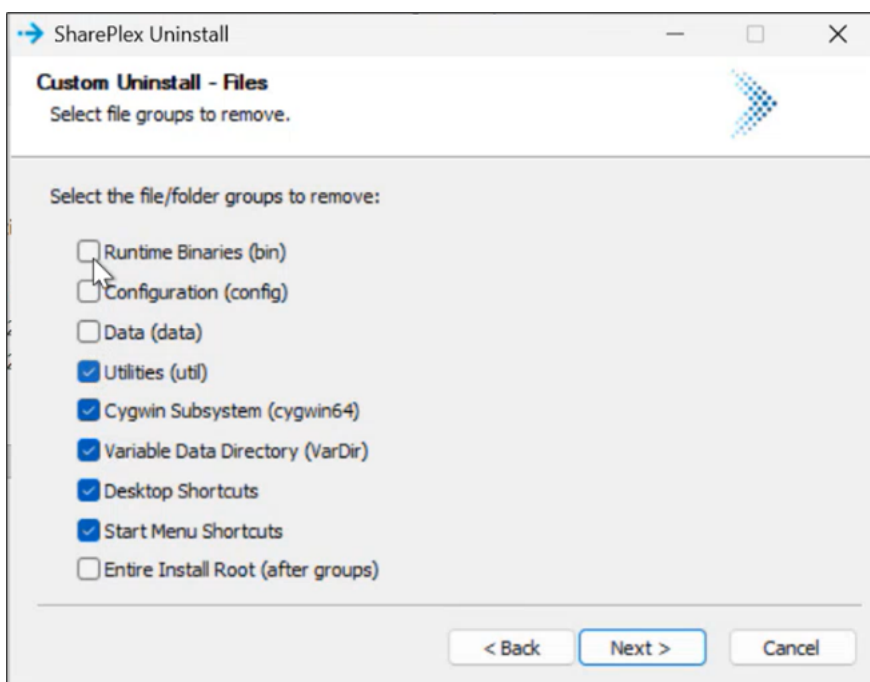 SharePlex Uninstall
Custom Uninstall - Files
Select file groups to remove.
Select the file/folder groups to remove:
Runtime Binaries (bin)
Configuration (config)
Data (data)
Utilities (util)
Cygwin Subsystem (cygwin64)
Variable Data Directory (VarDir)
Desktop Shortcuts
Start Menu Shortcuts
Entire Install Root (after groups)
< Back Next > Cancel